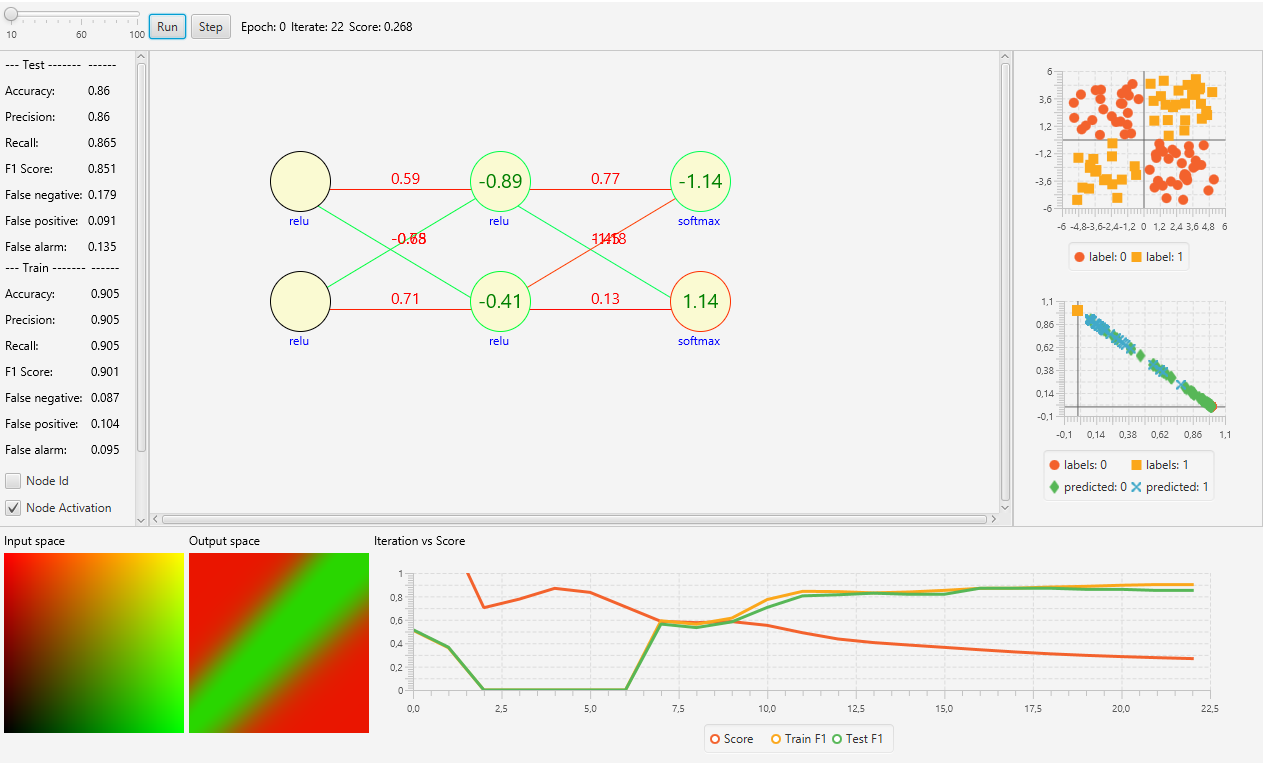 10 60 100
Run Step Epoch: 0 Iterate: 22 Score: 0.268
--- Test ------- ------
Accuracy: 0.86
Precision: 0.86
Recall: 0.865
F1 Score: 0.851
False negative: 0.179
False positive: 0.091
False alarm: 0.135
--- Train ------- ------
Accuracy: 0.905
Precision: 0.905
Recall: 0.905
F1 Score: 0.901
False negative: 0.087
False positive: 0.104
False alarm: 0.095
Node Id
Node Activation
0.59 -0.89 0.77 -1.14
relu relu softmax
0.71 -0.41 0.13 1.14
relu relu softmax
6
3,6
1,2
-1,2
-3,6
-6
-6 -4,8 -3,6 -2,4 -1,2 0 1,2 2,4 3,6 4,8 6
label: 0 label: 1
1,1
0,86
0,62
0,38
0,14
-0,1
-0,1 0,14 0,38 0,62 0,86 1,1
labels: 0 labels: 1
predicted: 0 predicted: 1
Input space Output space Iteration vs Score
1
0,8
0,6
0,4
0,2
0
0,0 2,5 5,0 7,5 10,0 12,5 15,0 17,5 20,0 22,5
Score Train F1 Test F1